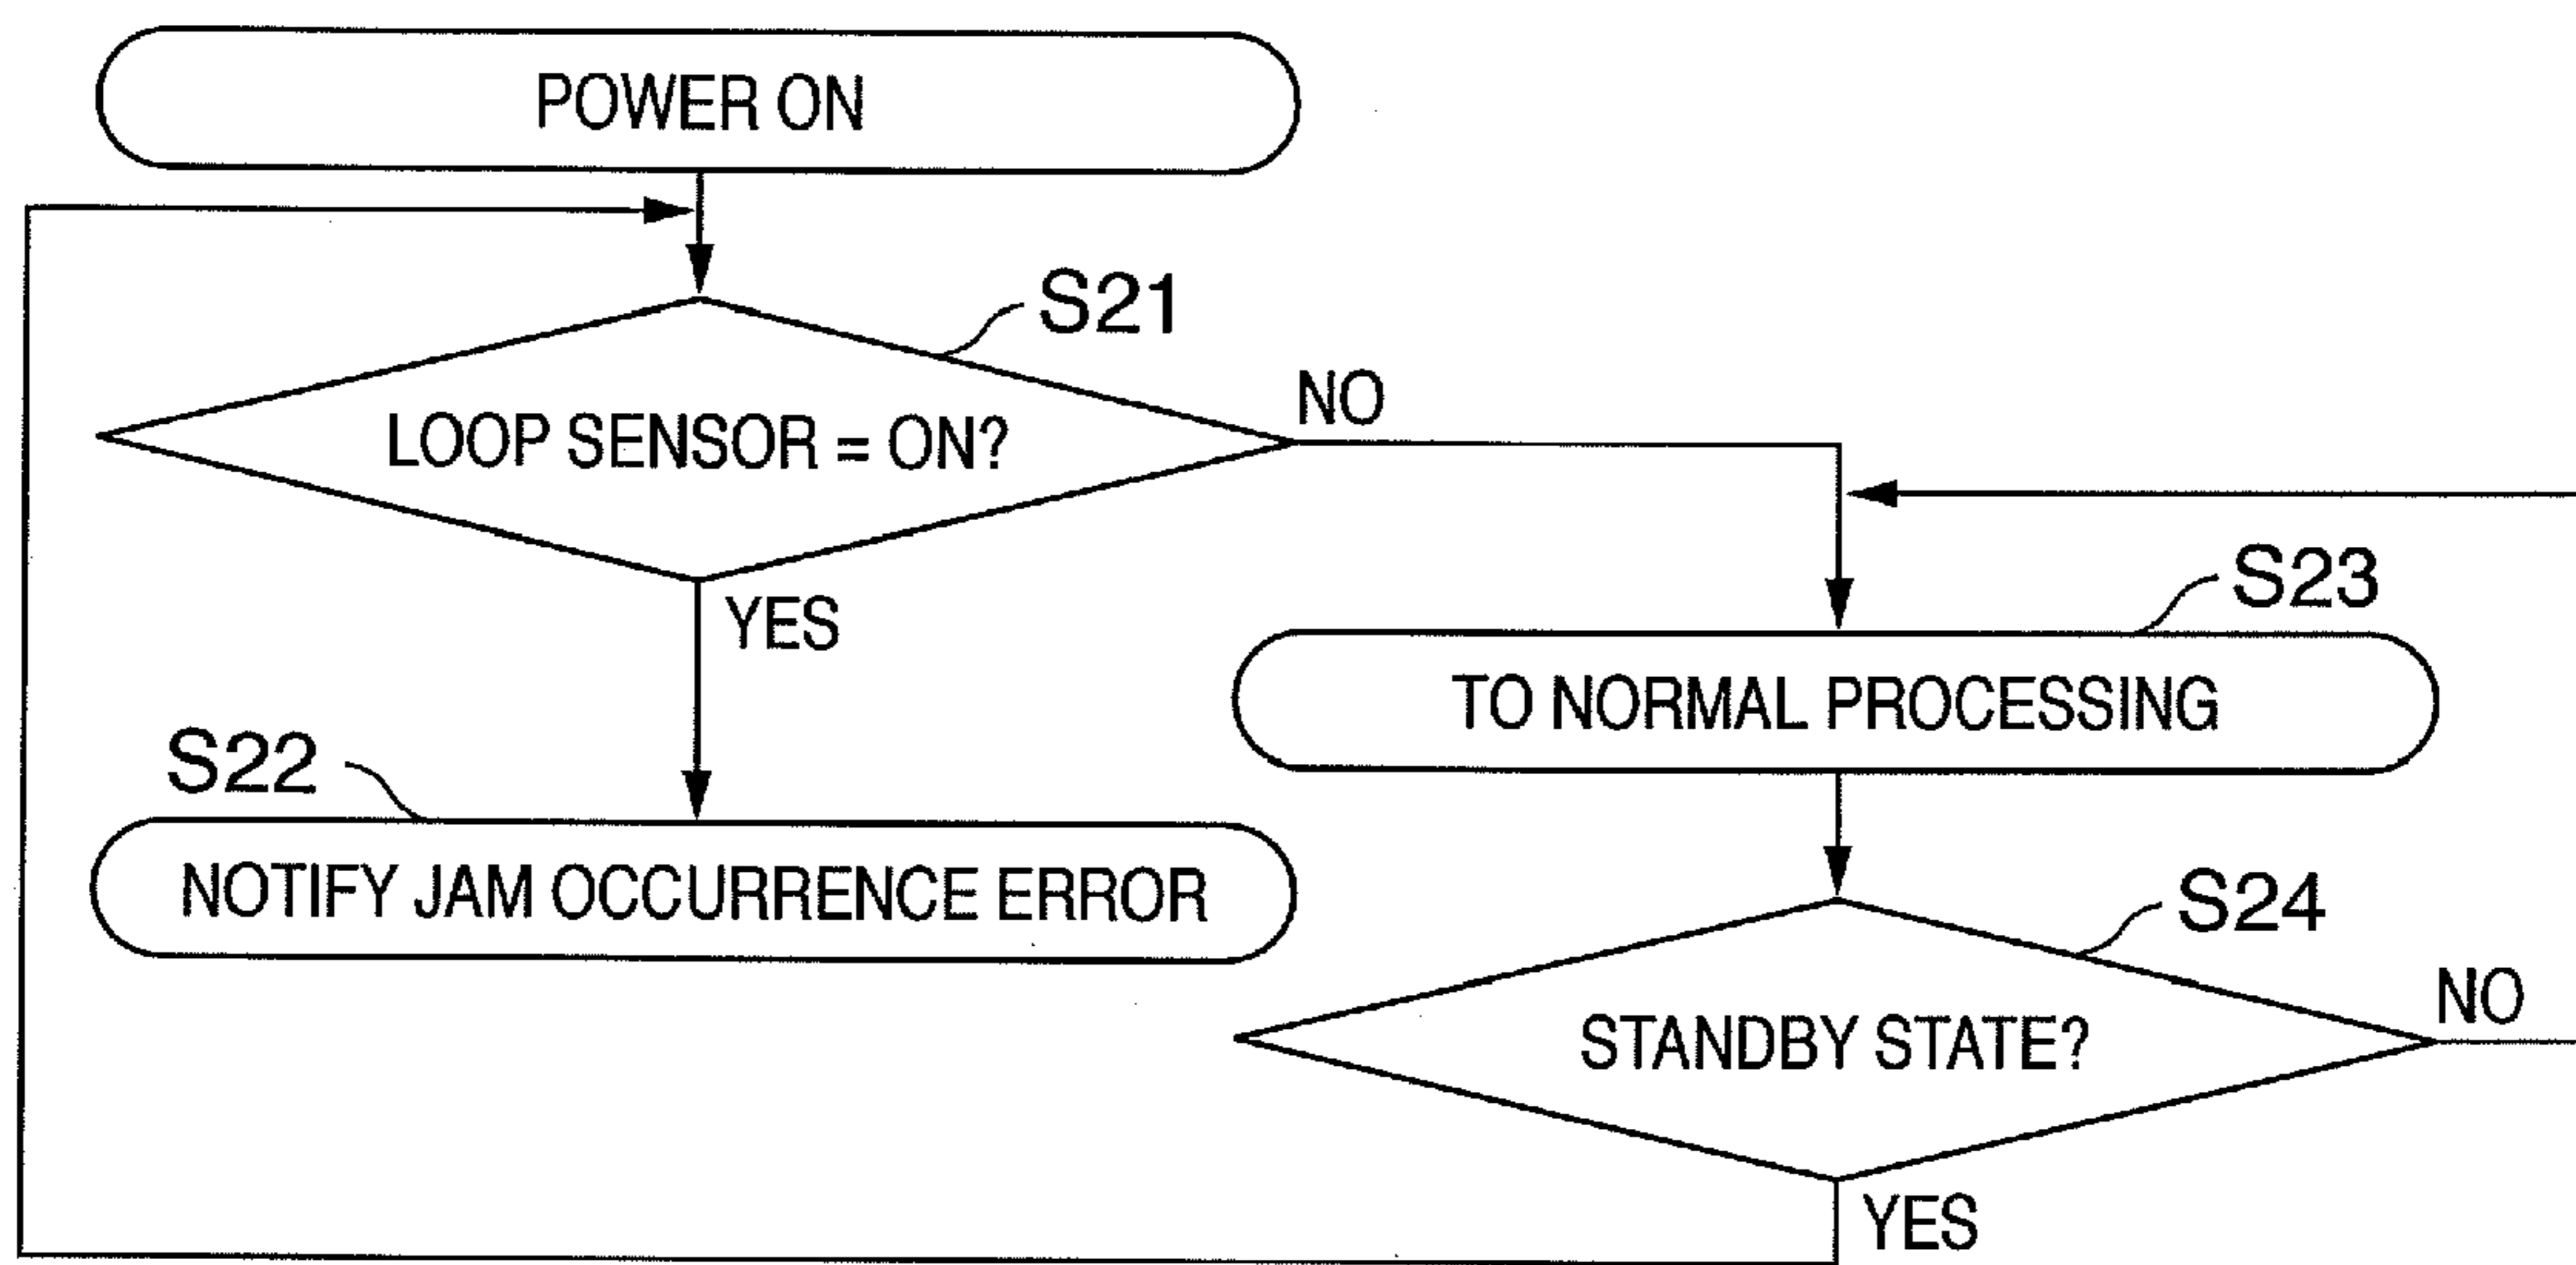 POWER ON
S21
LOOP SENSOR = ON?
NO
YES
S22
NOTIFY JAM OCCURRENCE ERROR
S23
TO NORMAL PROCESSING
S24
STANDBY STATE?
NO
YES